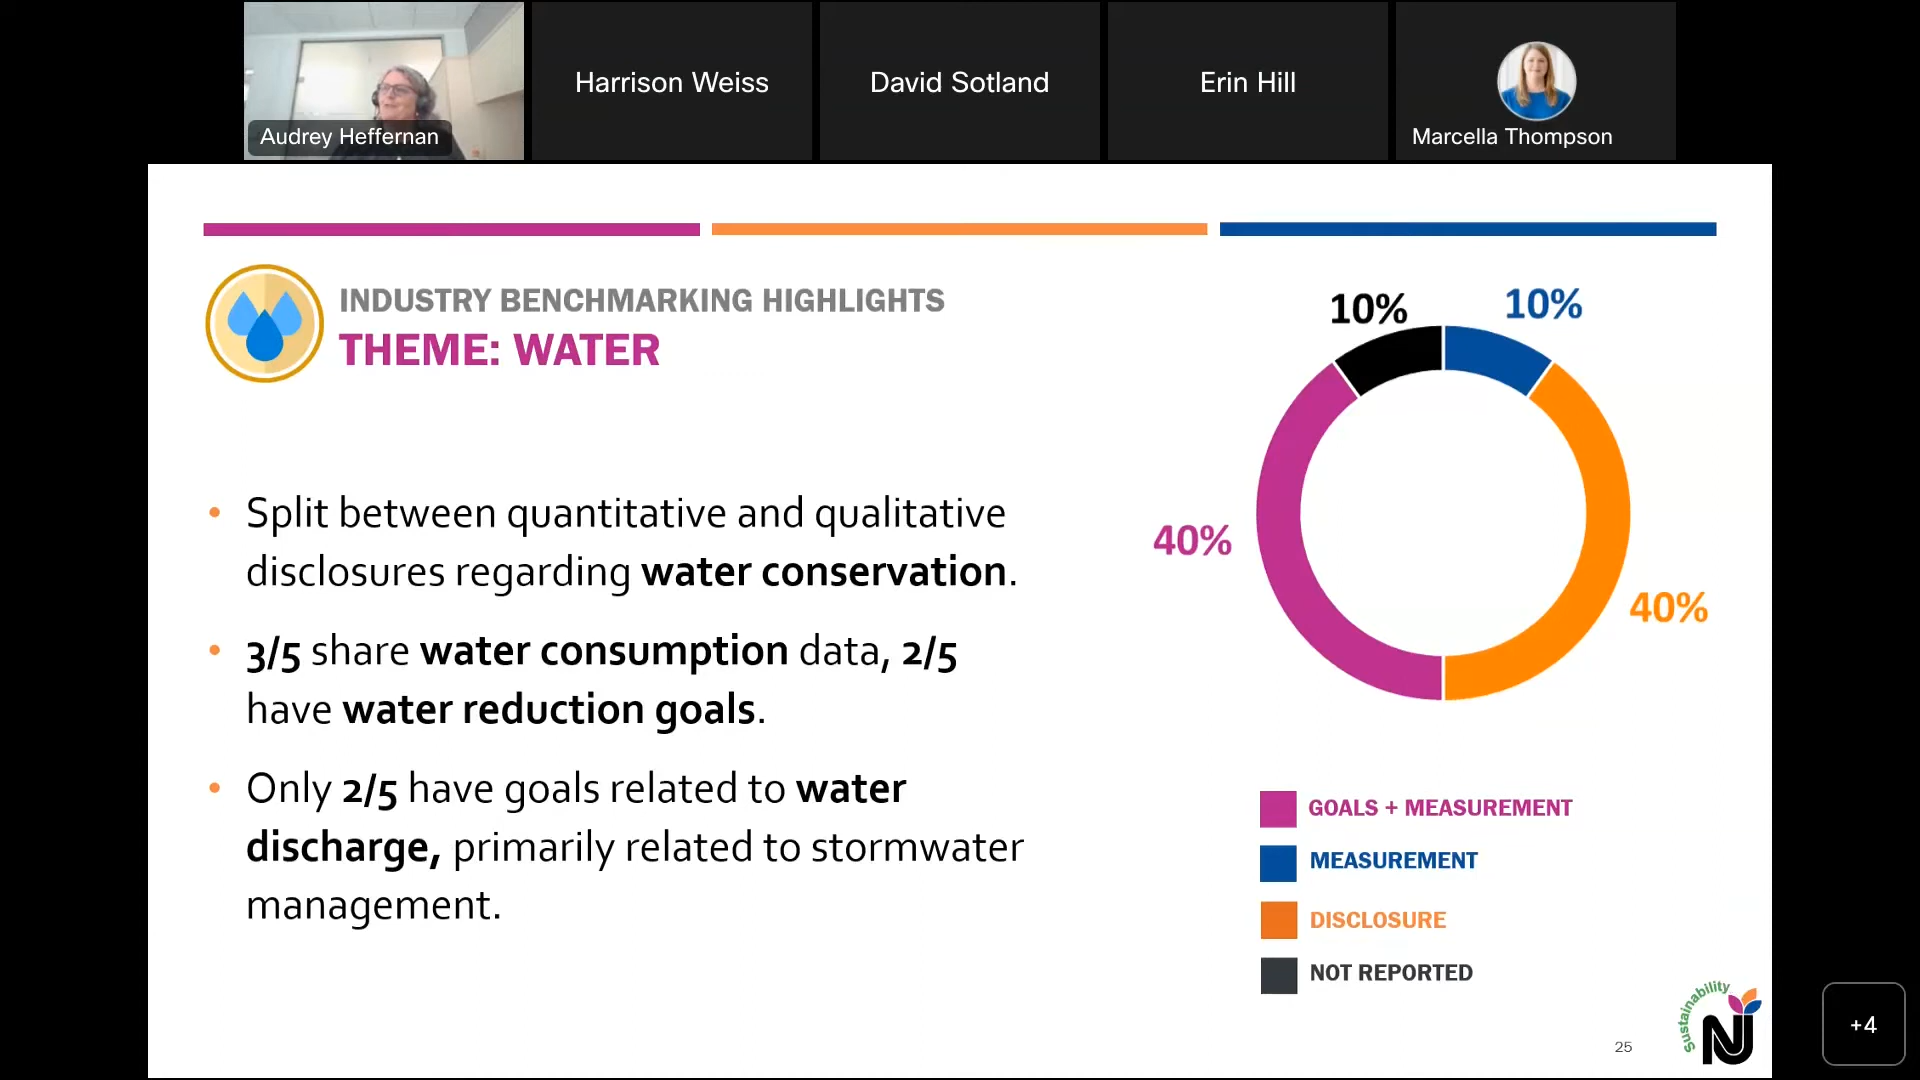 Audrey Heffernan
Harrison Weiss
David Sotland
Erin Hill
Marcella Thompson
INDUSTRY BENCHMARKING HIGHLIGHTS
THEME: WATER
• Split between quantitative and qualitative
disclosures regarding water conservation.
• 3/5 share water consumption data, 2/5
have water reduction goals.
• Only 2/5 have goals related to water
discharge, primarily related to stormwater
management.
10%
10%
40%
40%
GOALS + MEASUREMENT
MEASUREMENT
DISCLOSURE
NOT REPORTED
Sustainability
N
25
+4